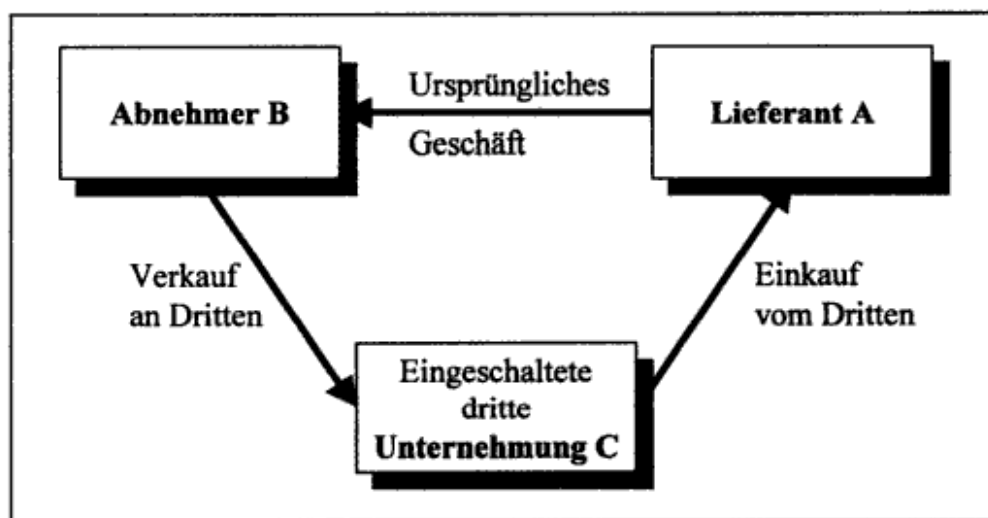 Abnehmer B
Ursprüngliches
Geschäft
Lieferant A
Verkauf
an Dritten
Einkauf
vom Dritten
Eingeschaltete
dritte
Unternehmung C